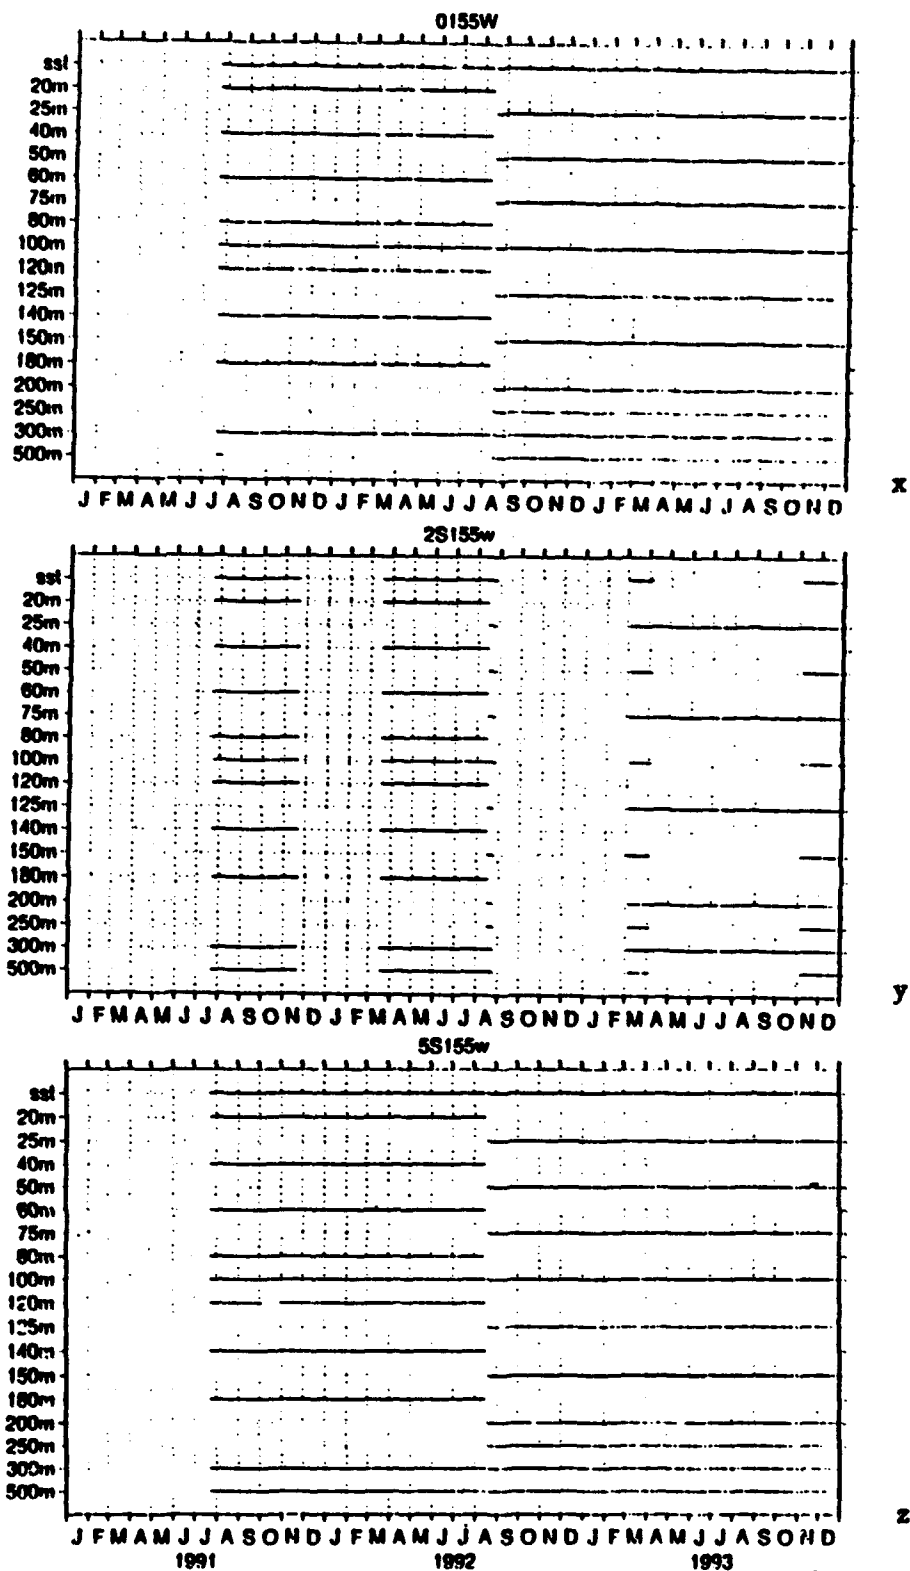 0155W
sst
20m
25m
40m
50m
60m
75m
80m
100m
120m
125m
140m
150m
180m
200m
250m
300m
500m
J F M A M J J A S O N D J F M A M J J A S O N D J F M A M J J A S O N D
x
2S155w
sst
20m
25m
40m
50m
60m
75m
80m
100m
120m
125m
140m
150m
180m
200m
250m
300m
500m
J F M A M J J A S O N D J F M A M J J A S O N D J F M A M J J A S O N D
y
5S155w
sst
20m
25m
40m
50m
60m
75m
80m
100m
120m
125m
140m
150m
180m
200m
250m
300m
500m
J F M A M J J A S O N D J F M A M J J A S O N D J F M A M J J A S O N D
z
1991 1992 1993